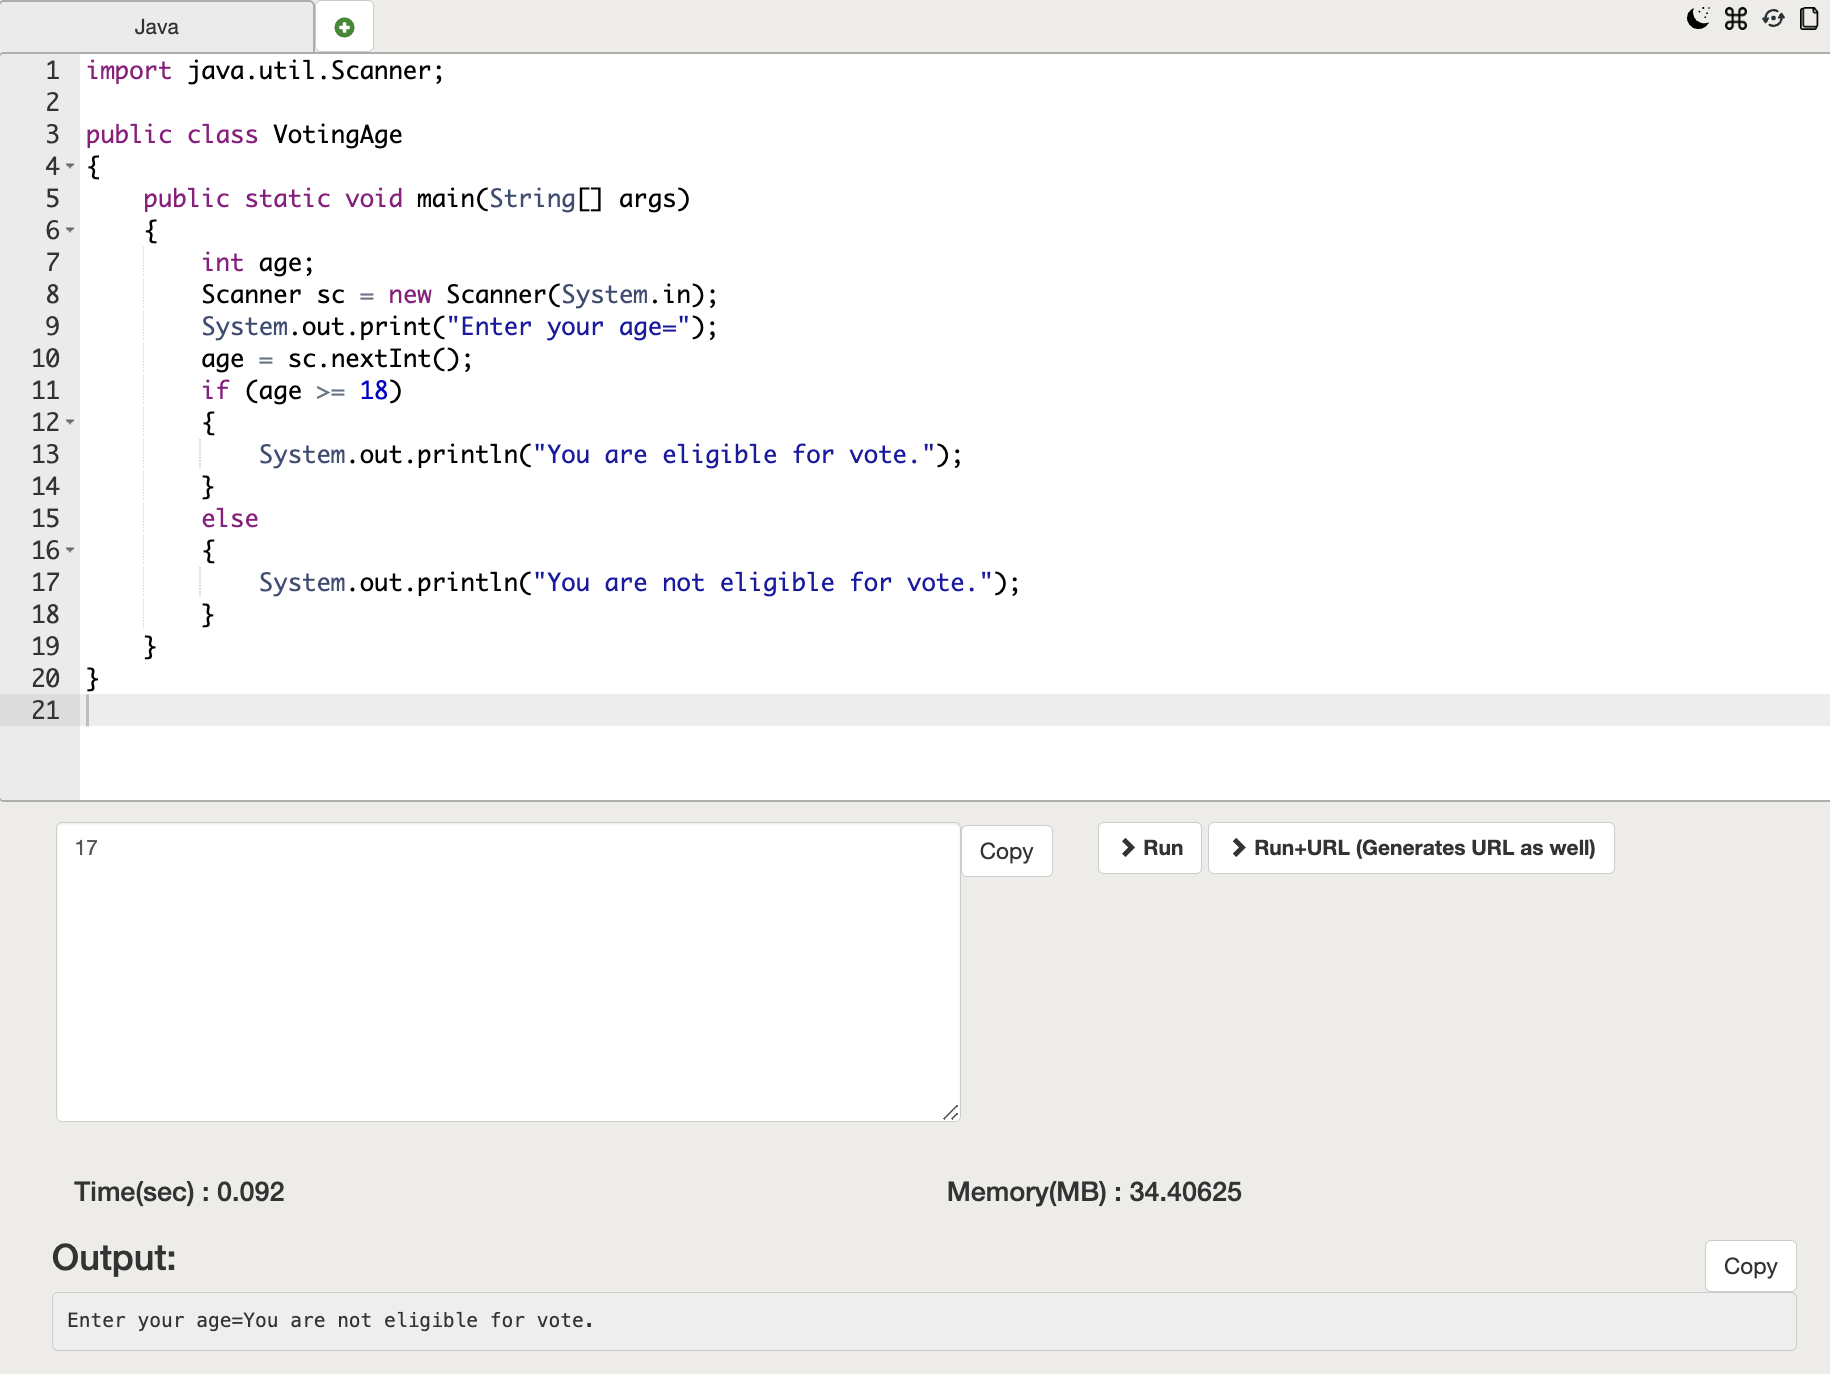 Java
1 import java.util.Scanner;
2
3 public class VotingAge
4 {
5     public static void main(String[] args)
6     {
7         int age;
8         Scanner sc = new Scanner(System.in);
9         System.out.print("Enter your age=");
10         age = sc.nextInt();
11         if (age >= 18)
12         {
13             System.out.println("You are eligible for vote.");
14         }
15         else
16         {
17             System.out.println("You are not eligible for vote.");
18         }
19     }
20 }
21
17
Copy
Run
Run+URL (Generates URL as well)
Time(sec) : 0.092
Memory(MB) : 34.40625
Output:
Copy
Enter your age=You are not eligible for vote.